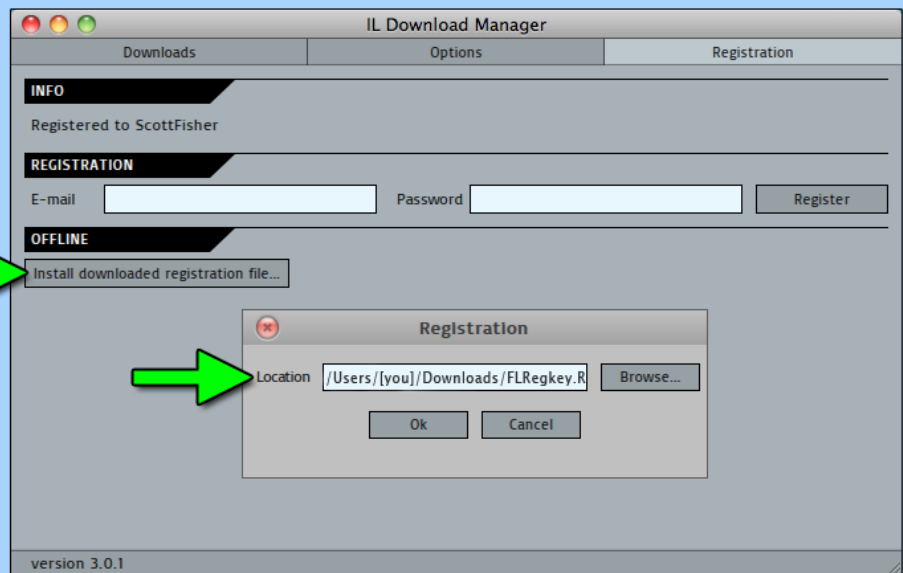 IL Download Manager
Downloads Options Registration
INFO
Registered to ScottFisher
REGISTRATION
E-mail Password Register
OFFLINE
Install downloaded registration file...
Registration
Location /Users/[you]/Downloads/FLRegkey.R Browse...
Ok Cancel
version 3.0.1